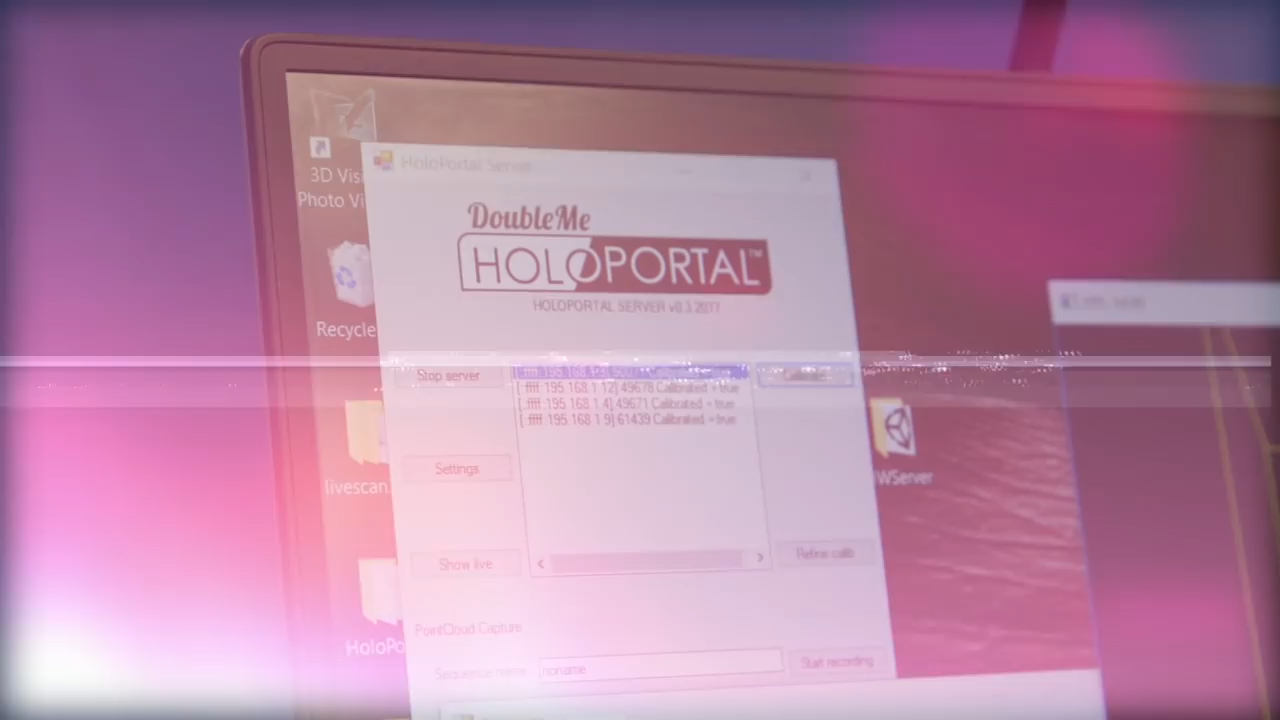 3D Vis
Photo Vi
HoloPortal Server
DoubleMe
HOLOPORTAL™
HOLOPORTAL SERVER v0.3.2017
Recycle
Stop server
[::ffff:195.168.1.12]:49678 Calibrated = true
[::ffff:195.168.1.4]:49671 Calibrated = true
[::ffff:195.168.1.9]:61439 Calibrated = true
Settings
WServer
livescan
Refine calib
Show live
PointCloud Capture
HoloPo
Sequence name:
noname
Start recording